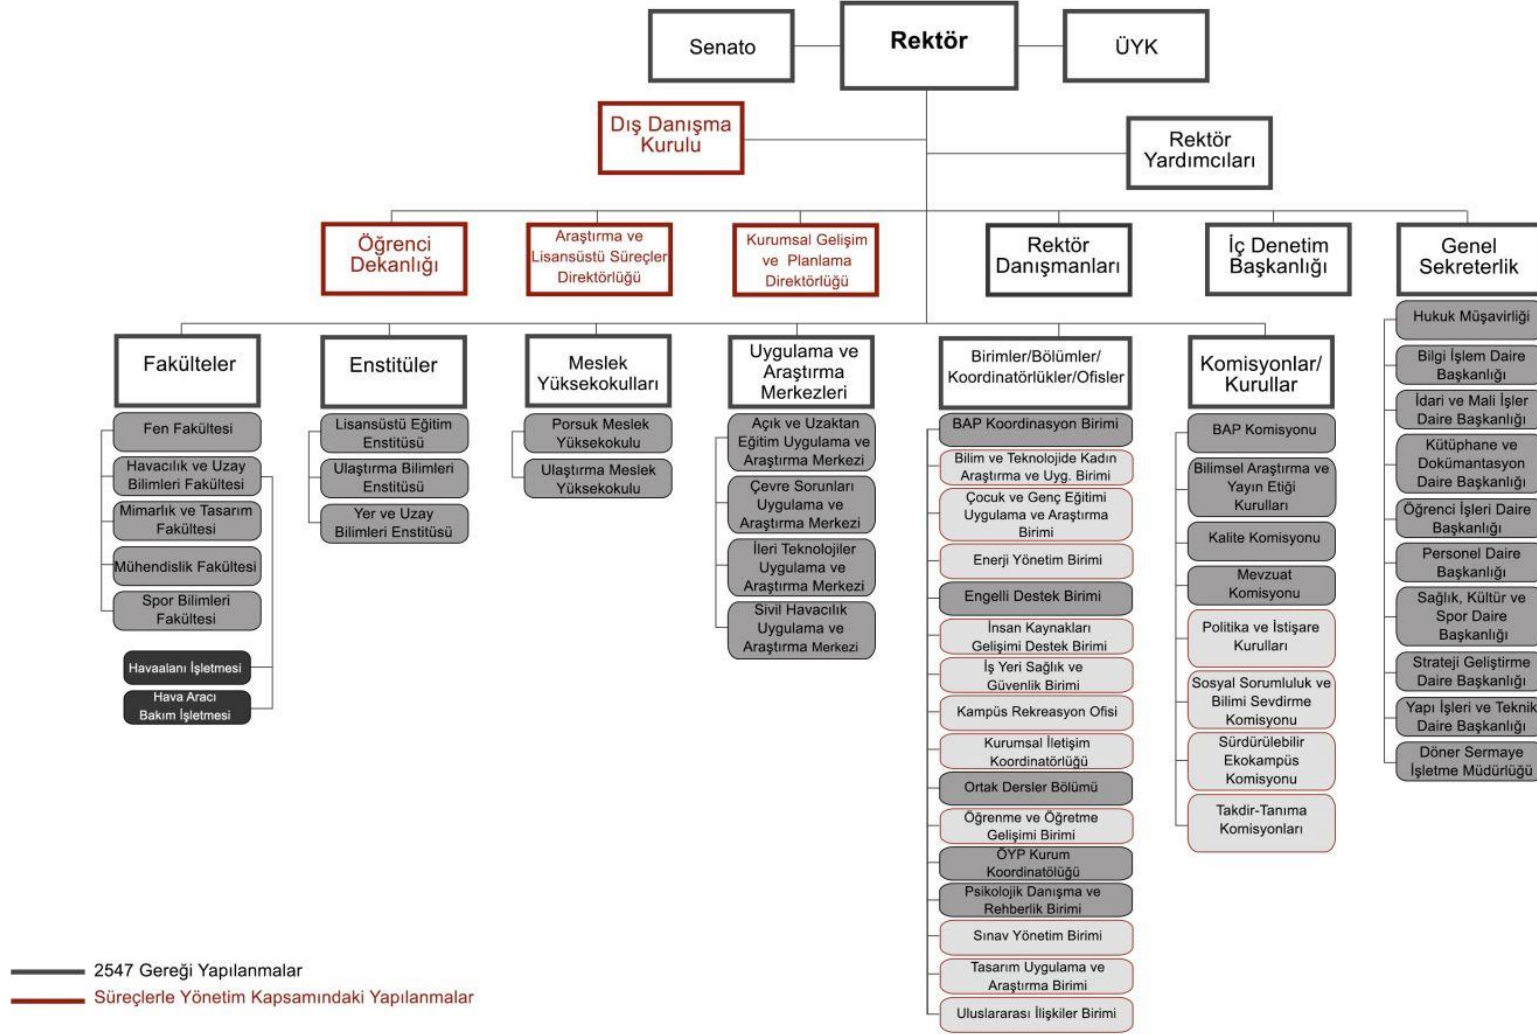 Senato
Rektör
ÜYK
Dış Danışma
Kurulu
Rektör
Yardımcıları
Öğrenci
Dekanlığı
Araştırma ve
Lisansüstü Süreçler
Direktörlüğü
Kurumsal Gelişim
ve Planlama
Direktörlüğü
Rektör
Danışmanları
İç Denetim
Başkanlığı
Genel
Sekreterlik
Fakülteler
Fen Fakültesi
Havacılık ve Uzay
Bilimleri Fakültesi
Mimarlık ve Tasarım
Fakültesi
Mühendislik Fakültesi
Spor Bilimleri
Fakültesi
Havaalanı İşletmesi
Hava Aracı
Bakım İşletmesi
Enstitüler
Lisansüstü Eğitim
Enstitüsü
Ulaştırma Bilimleri
Enstitüsü
Yer ve Uzay
Bilimleri Enstitüsü
Meslek
Yüksekokulları
Porsuk Meslek
Yüksekokulu
Ulaştırma Meslek
Yüksekokulu
Uygulama ve
Araştırma
Merkezleri
Açık ve Uzaktan
Eğitim Uygulama ve
Araştırma Merkezi
Çevre Sorunları
Uygulama ve
Araştırma Merkezi
İleri Teknolojiler
Uygulama ve
Araştırma Merkezi
Sivil Havacılık
Uygulama ve
Araştırma Merkezi
Birimler/Bölümler/
Koordinatörlükler/Ofisler
BAP Koordinasyon Birimi
Bilim ve Teknolojide Kadın
Araştırma ve Uyg. Birimi
Çocuk ve Genç Eğitimi
Uygulama ve Araştırma
Birimi
Enerji Yönetim Birimi
Engelli Destek Birimi
İnsan Kaynakları
Gelişimi Destek Birimi
İş Yeri Sağlık ve
Güvenlik Birimi
Kampüs Rekreasyon Ofisi
Kurumsal İletişim
Koordinatörlüğü
Ortak Dersler Bölümü
Öğrenme ve Öğretme
Gelişimi Birimi
ÖYP Kurum
Koordinatölüğü
Psikolojik Danışma ve
Rehberlik Birimi
Sınav Yönetim Birimi
Tasarım Uygulama ve
Araştırma Birimi
Uluslararası İlişkiler Birimi
Komisyonlar/
Kurullar
BAP Komisyonu
Bilimsel Araştırma ve
Yayın Etiği
Kurulları
Kalite Komisyonu
Mevzuat
Komisyonu
Politika ve İstişare
Kurulları
Sosyal Sorumluluk ve
Bilimi Sevdirme
Komisyonu
Sürdürülebilir
Ekokampüs
Komisyonu
Takdir-Tanıma
Komisyonları
Hukuk Müşavirliği
Bilgi İşlem Daire
Başkanlığı
İdari ve Mali İşler
Daire Başkanlığı
Kütüphane ve
Dokümantasyon
Daire Başkanlığı
Öğrenci İşleri Daire
Başkanlığı
Personel Daire
Başkanlığı
Sağlık, Kültür ve
Spor Daire
Başkanlığı
Strateji Geliştirme
Daire Başkanlığı
Yapı İşleri ve Teknik
Daire Başkanlığı
Döner Sermaye
İşletme Müdürlüğü
2547 Gereği Yapılanmalar
Süreçlerle Yönetim Kapsamındaki Yapılanmalar